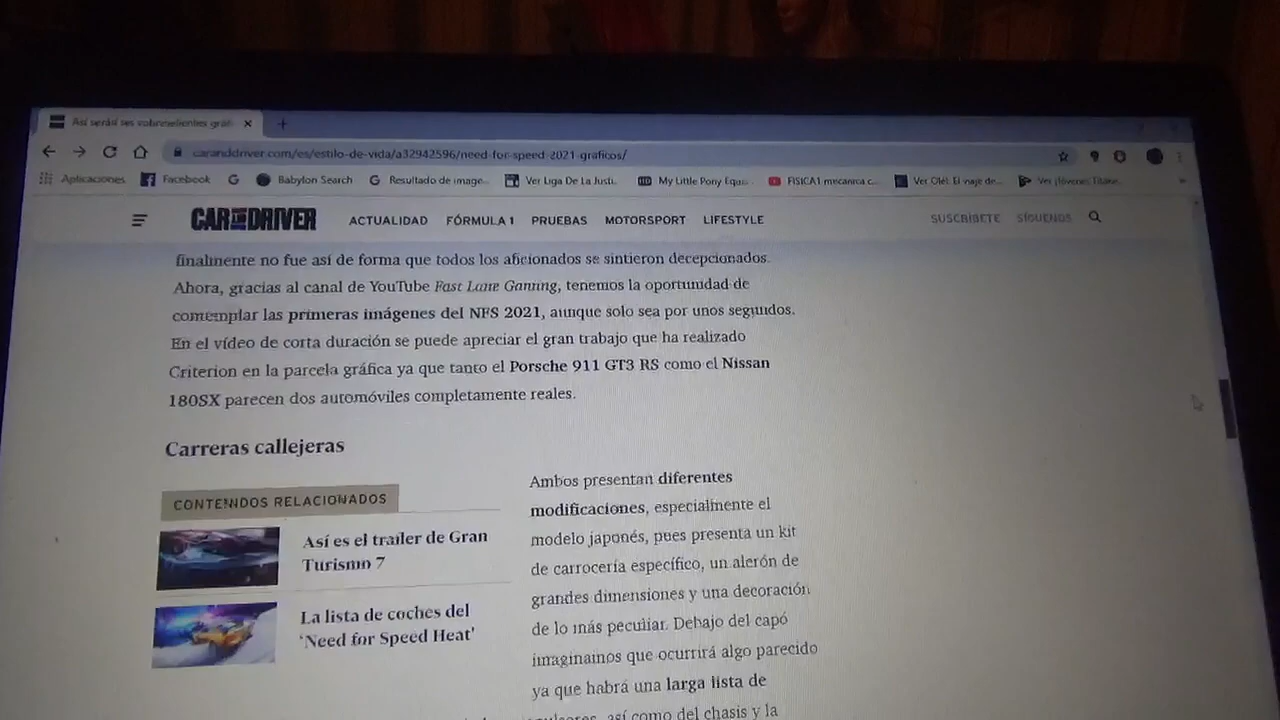 caranddriver.com/es/estilo-de-vida/a32942596/need-for-speed-2021-graficos/
Aplicaciones Facebook Babylon Search Resultado de image... Ver Liga De La Justi... My Little Pony Equi... FISICA1 mecanica c... Ver Olé! El viaje de...
CAR AND DRIVER ACTUALIDAD FÓRMULA 1 PRUEBAS MOTORSPORT LIFESTYLE SUSCRÍBETE SÍGUENOS
finalmente no fue así de forma que todos los aficionados se sintieron decepcionados.
Ahora, gracias al canal de YouTube Fast Lane Gaming, tenemos la oportunidad de
contemplar las primeras imágenes del NFS 2021, aunque solo sea por unos segundos.
En el vídeo de corta duración se puede apreciar el gran trabajo que ha realizado
Criterion en la parcela gráfica ya que tanto el Porsche 911 GT3 RS como el Nissan
180SX parecen dos automóviles completamente reales.
Carreras callejeras
CONTENIDOS RELACIONADOS
Así es el trailer de Gran
Turismo 7
La lista de coches del
'Need for Speed Heat'
Ambos presentan diferentes
modificaciones, especialmente el
modelo japonés, pues presenta un kit
de carrocería específico, un alerón de
grandes dimensiones y una decoración
de lo más peculiar. Debajo del capó
imaginamos que ocurrirá algo parecido
ya que habrá una larga lista de
así como del chasis y la